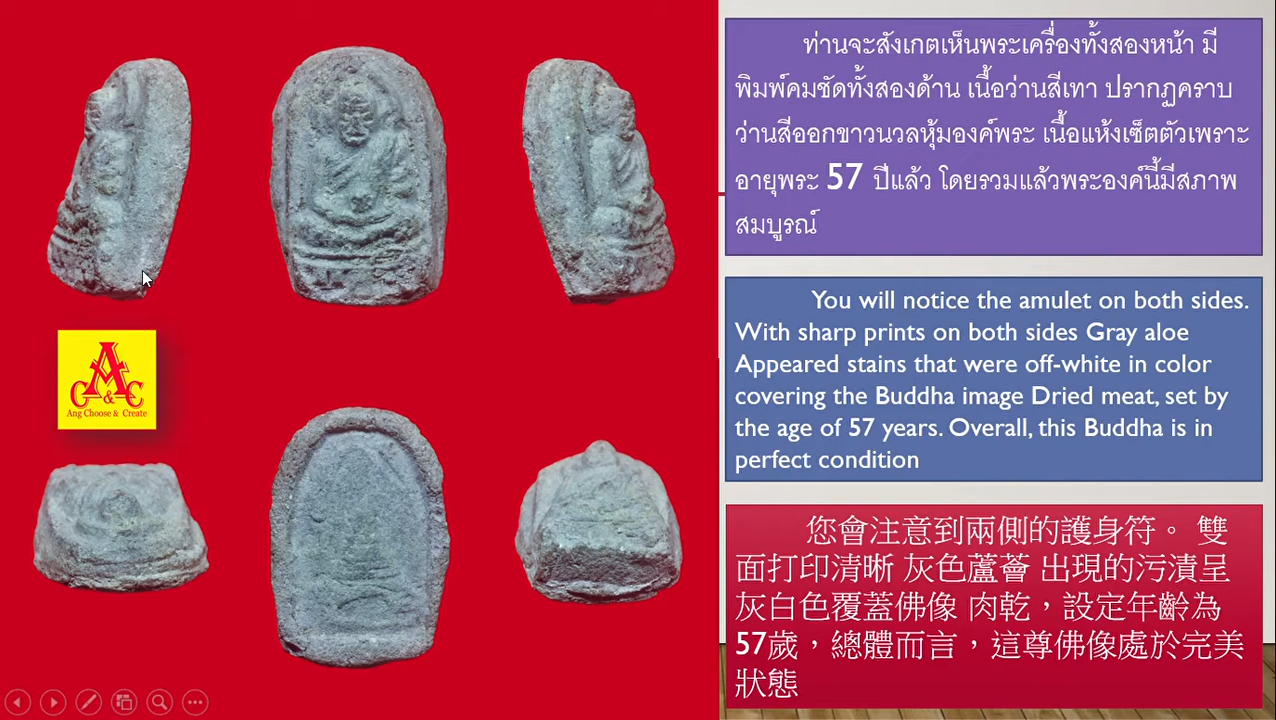 ท่านจะสังเกตเห็นพระเครื่องทั้งสองหน้า มี
พิมพ์คมชัดทั้งสองด้าน เนื้อว่านสีเทา ปรากฏคราบ
ว่านสีออกขาวนวลหุ้มองค์พระ เนื้อแห้งเซ็ตตัวเพราะ
อายุพระ 57 ปีแล้ว โดยรวมแล้วพระองค์นี้มีสภาพ
สมบูรณ์
You will notice the amulet on both sides.
With sharp prints on both sides Gray aloe
Appeared stains that were off-white in color
covering the Buddha image Dried meat, set by
the age of 57 years. Overall, this Buddha is in
perfect condition
您會注意到兩側的護身符。 雙
面打印清晰 灰色蘆薈 出現的污漬呈
灰白色覆蓋佛像 肉乾，設定年齡為
57歲，總體而言，這尊佛像處於完美
狀態
A
C & C
Ang Choose & Create